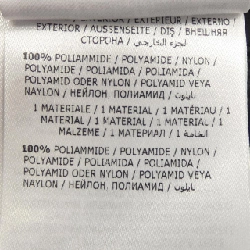 EXTERIOR / EXTÉRIEUR / EXTERNO /
EXTERIOR / AUSSENSEITE / DIŞ / ВНЕШНЯЯ
СТОРОНА / الجزء الخارجي /
100% POLIAMMIDE / POLYAMIDE / NYLON /
POLYAMIDE / POLIAMIDA / POLIAMIDA /
POLYAMID ODER NYLON / POLYAMID VEYA
NAYLON / НЕЙЛОН, ПОЛИАМИД / نايلون /
1 MATERIALE / 1 MATERIAL / 1 MATÉRIAU / 1
MATERIAL / 1 MATERIAL / 1 MATERIAL / 1
MALZEME / 1 МАТЕРИАЛ / 1 الخامة /
100% POLIAMMIDE / POLYAMIDE / NYLON /
POLYAMIDE / POLIAMIDA / POLIAMIDA /
POLYAMID ODER NYLON / POLYAMID VEYA
NAYLON / НЕЙЛОН, ПОЛИАМИД / نايلون /